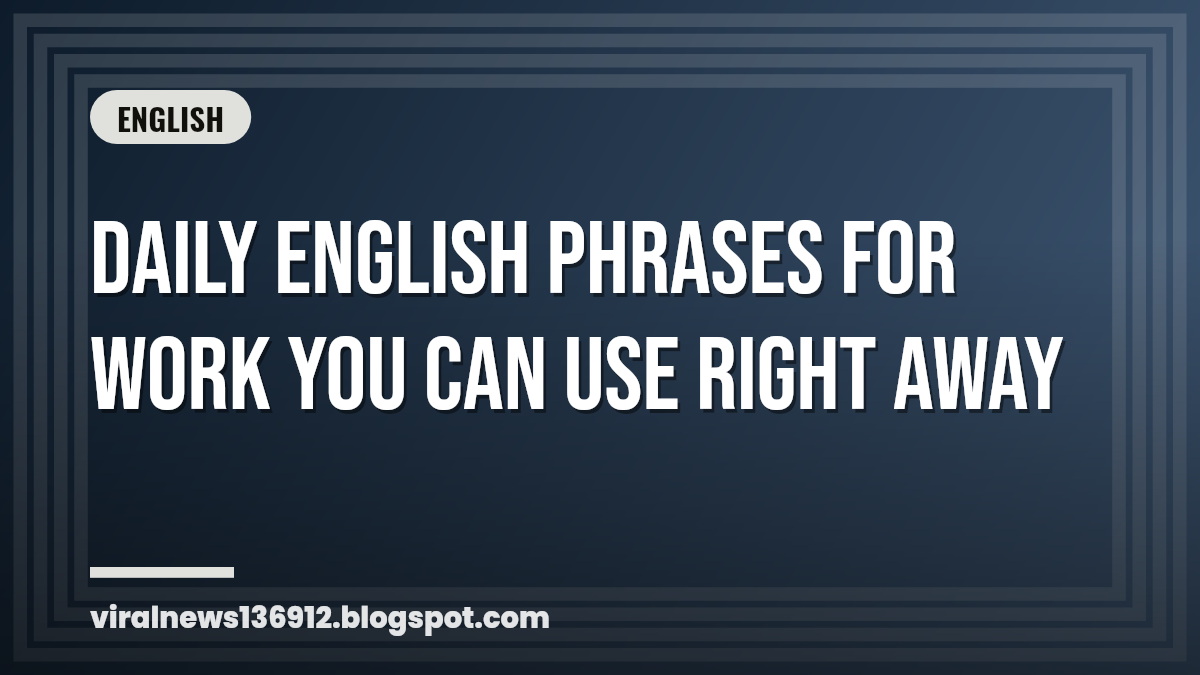 ENGLISH
DAILY ENGLISH PHRASES FOR
WORK YOU CAN USE RIGHT AWAY
viralnews136912.blogspot.com